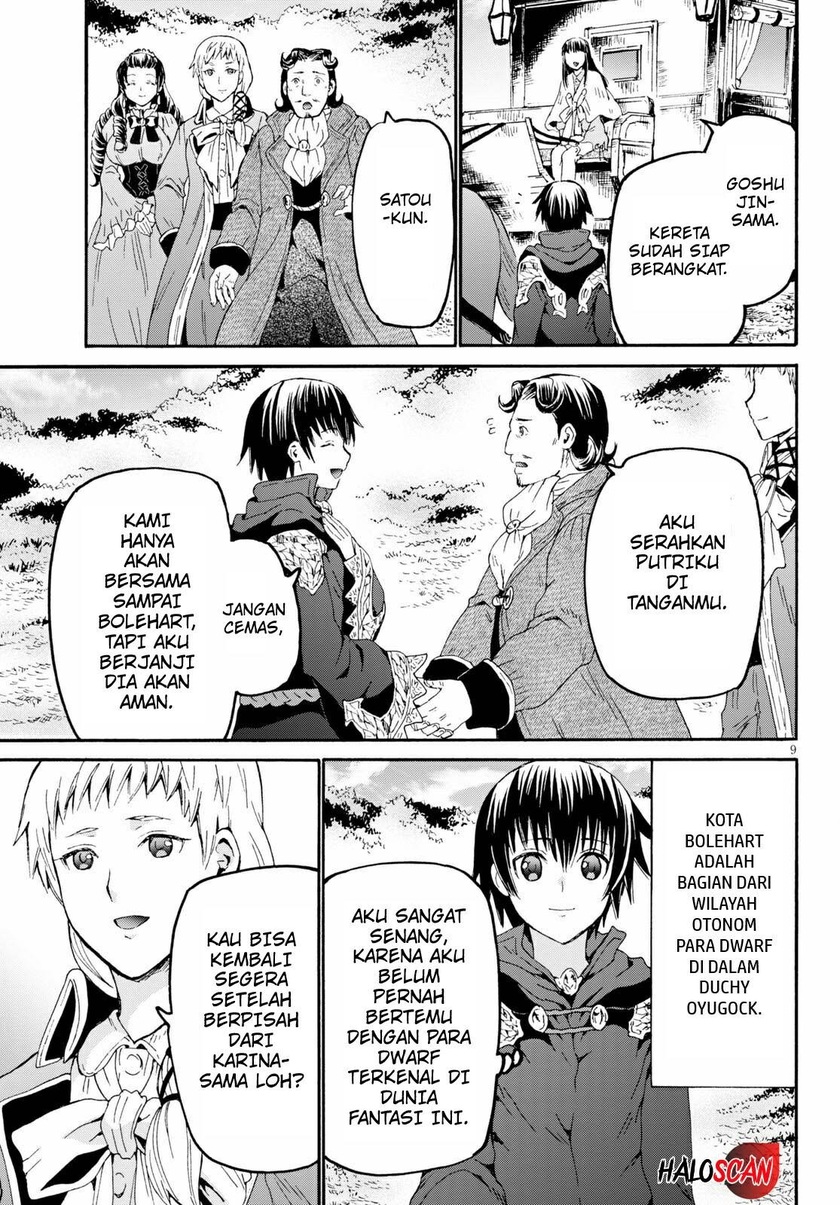 GOSHU
JIN-
SAMA.
KERETA
SUDAH SIAP
BERANGKAT.
SATOU
-KUN.
AKU
SERAHKAN
PUTRIKU
DI
TANGANMU.
JANGAN
CEMAS,
KAMI
HANYA
AKAN
BERSAMA
SAMPAI
BOLEHART,
TAPI AKU
BERJANJI
DIA AKAN
AMAN.
9
KOTA
BOLEHART
ADALAH
BAGIAN DARI
WILAYAH
OTONOM
PARA DWARF
DI DALAM
DUCHY
OYUGOCK.
AKU SANGAT
SENANG,
KARENA AKU
BELUM
PERNAH
BERTEMU
DENGAN PARA
DWARF
TERKENAL DI
DUNIA
FANTASI INI.
KAU BISA
KEMBALI
SEGERA
SETELAH
BERPISAH
DARI
KARINA-
SAMA LOH?
HALOSCAN